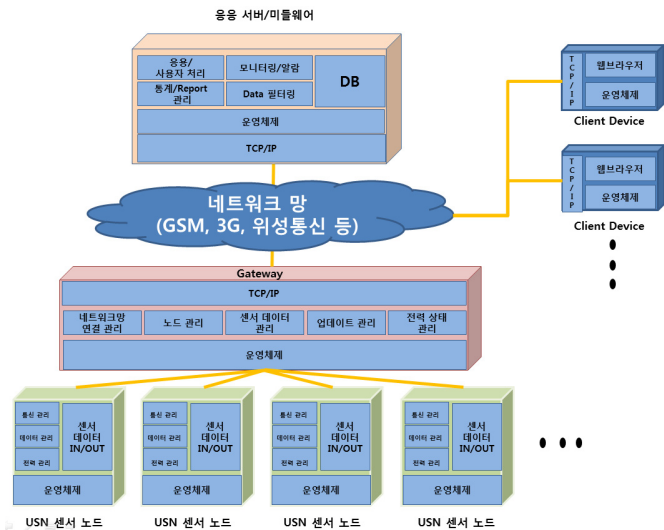 응용 서버/미들웨어
응용/
사용자 처리
모니터링/알람
DB
통계/Report
관리
Data 필터링
운영체제
TCP/IP
TCP/IP
웹브라우저
운영체제
Client Device
TCP/IP
웹브라우저
운영체제
Client Device
네트워크 망
(GSM, 3G, 위성통신 등)
Gateway
TCP/IP
네트워크망
연결 관리
노드 관리
센서 데이터
관리
업데이트 관리
전력 상태
관리
운영체제
통신 관리
데이터 관리
전력 관리
센서
데이터
IN/OUT
운영체제
USN 센서 노드
통신 관리
데이터 관리
전력 관리
센서
데이터
IN/OUT
운영체제
USN 센서 노드
통신 관리
데이터 관리
전력 관리
센서
데이터
IN/OUT
운영체제
USN 센서 노드
통신 관리
데이터 관리
전력 관리
센서
데이터
IN/OUT
운영체제
USN 센서 노드